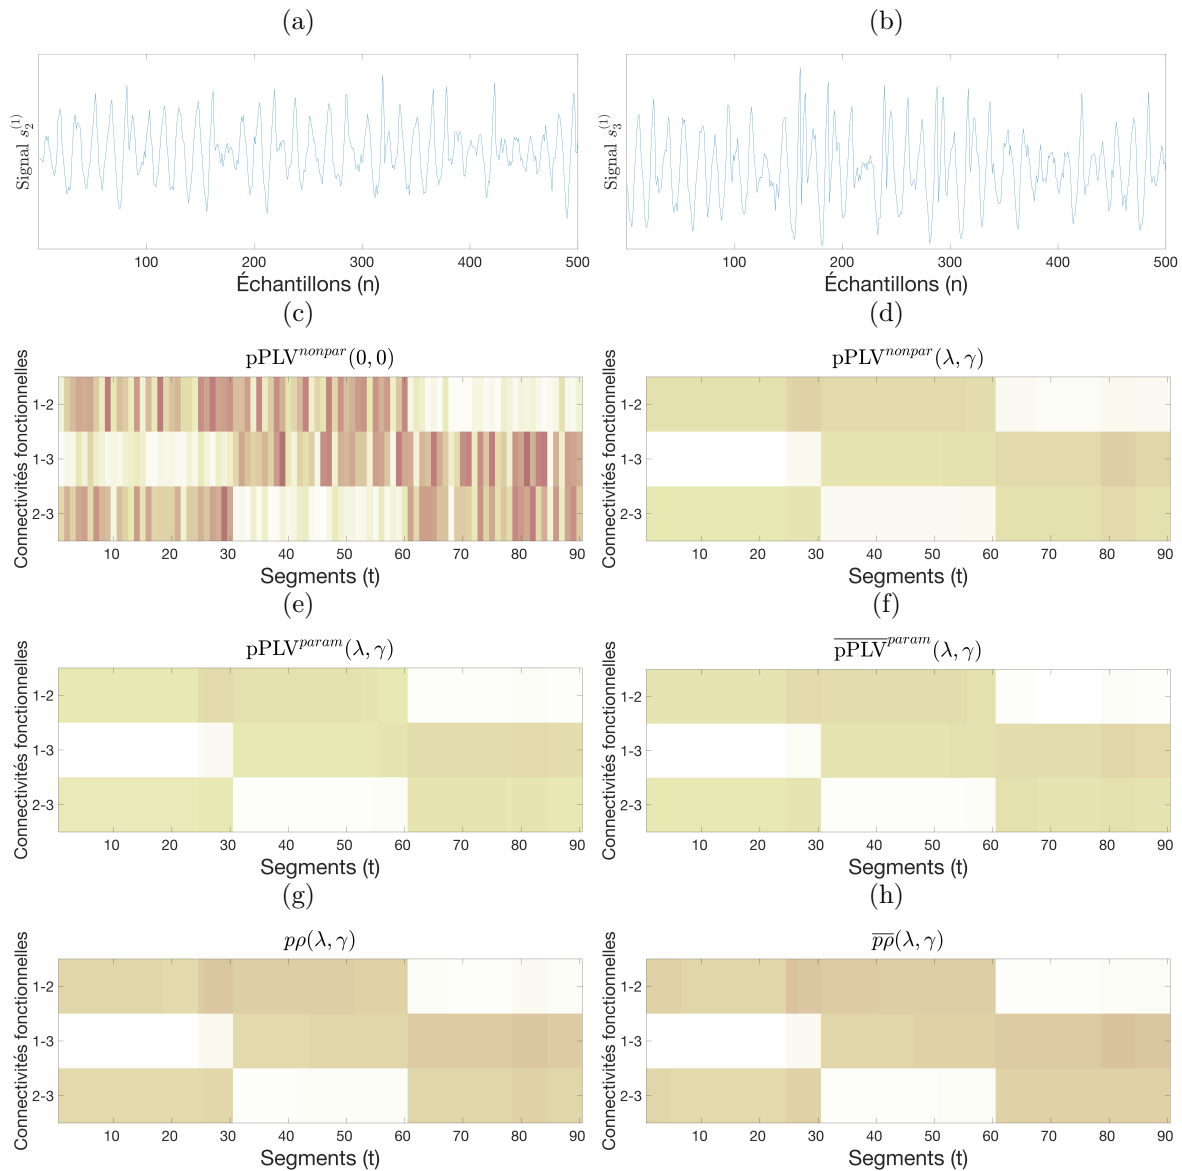 (a)
(b)
Signal s₂⁽¹⁾
100 200 300 400 500
Échantillons (n)
Signal s₃⁽¹⁾
100 200 300 400 500
Échantillons (n)
(c)
(d)
pPLVⁿᵒⁿᵖᵃʳ(0, 0)
Connectivités fonctionnelles
1-2
1-3
2-3
10 20 30 40 50 60 70 80 90
Segments (t)
pPLVⁿᵒⁿᵖᵃʳ(λ, γ)
Connectivités fonctionnelles
1-2
1-3
2-3
10 20 30 40 50 60 70 80 90
Segments (t)
(e)
(f)
pPLVᵖᵃʳᵃᵐ(λ, γ)
Connectivités fonctionnelles
1-2
1-3
2-3
10 20 30 40 50 60 70 80 90
Segments (t)
p̅P̅L̅V̅ᵖᵃʳᵃᵐ(λ, γ)
Connectivités fonctionnelles
1-2
1-3
2-3
10 20 30 40 50 60 70 80 90
Segments (t)
(g)
(h)
pρ(λ, γ)
Connectivités fonctionnelles
1-2
1-3
2-3
10 20 30 40 50 60 70 80 90
Segments (t)
p̅ρ̅(λ, γ)
Connectivités fonctionnelles
1-2
1-3
2-3
10 20 30 40 50 60 70 80 90
Segments (t)